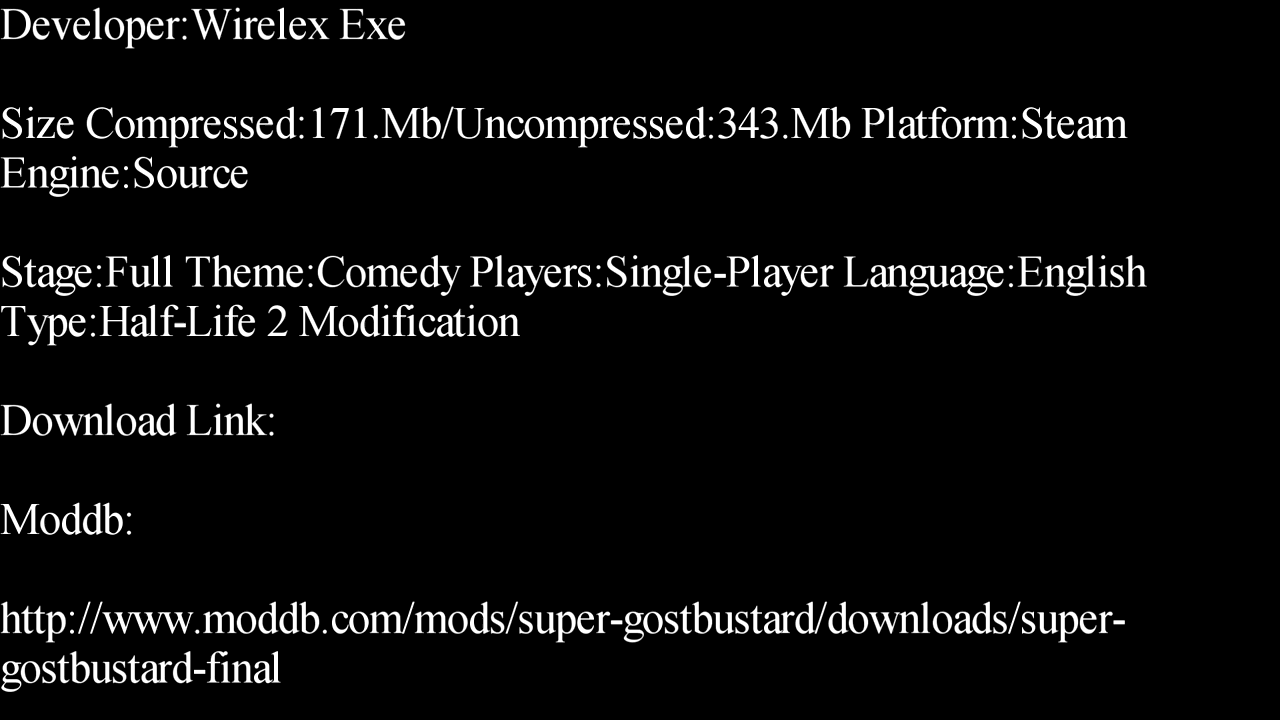 Developer:Wirelex Exe
Size Compressed:171.Mb/Uncompressed:343.Mb Platform:Steam
Engine:Source
Stage:Full Theme:Comedy Players:Single-Player Language:English
Type:Half-Life 2 Modification
Download Link:
Moddb:
http://www.moddb.com/mods/super-gostbustard/downloads/super-
gostbustard-final